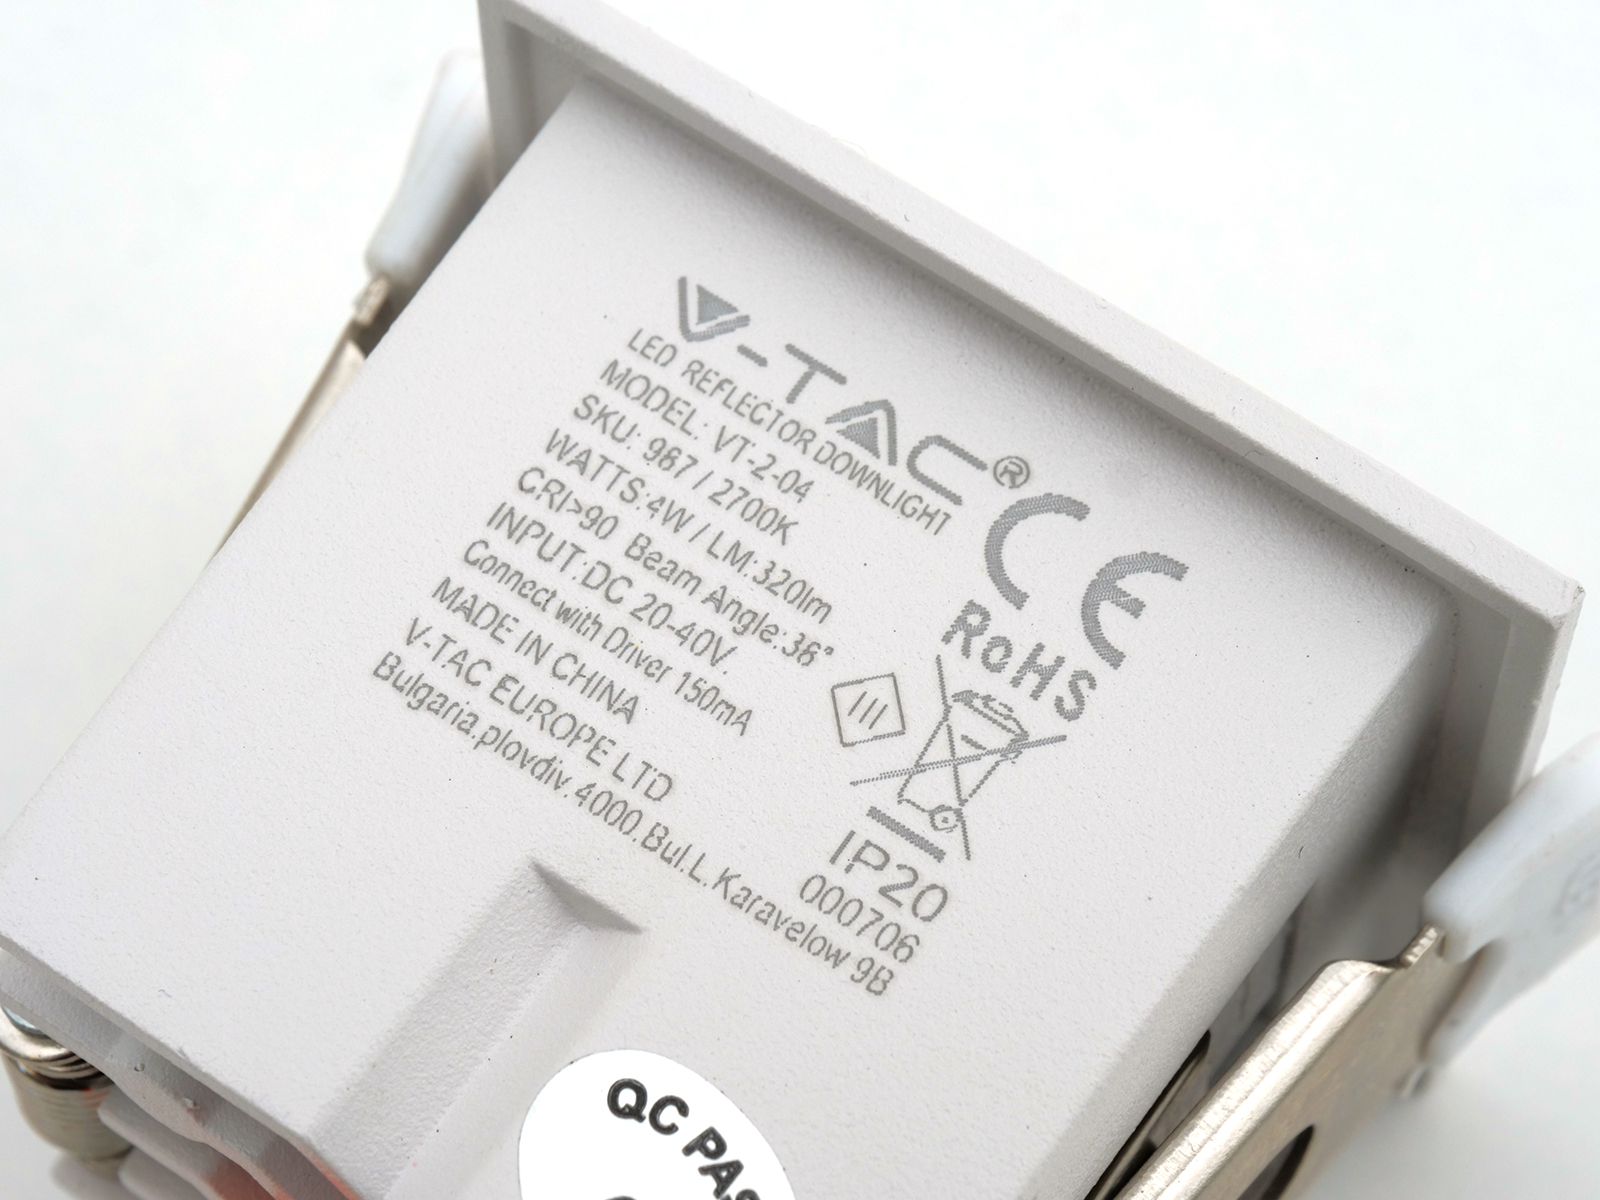 V-TAC®
LED REFLECTOR DOWNLIGHT
MODEL: VT-2-04
SKU: 987 / 2700K
WATTS:4W / LM:320lm
CRI>90 Beam Angle:36°
INPUT:DC 20-40V.
Connect with Driver 150mA
MADE IN CHINA
V-TAC EUROPE LTD
Bulgaria.plovdiv.4000.Bul.L.Karavelow 9B
CE
RoHS
IP20
000706
QC PAS